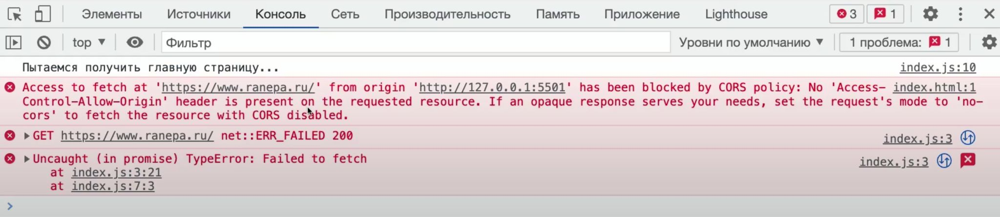 Элементы Источники Консоль Сеть Производительность Память Приложение Lighthouse 3 1
top Фильтр Уровни по умолчанию 1 проблема: 1
Пытаемся получить главную страницу... index.js:10
Access to fetch at 'https://www.ranepa.ru/' from origin 'http://127.0.0.1:5501' has been blocked by CORS policy: No 'Access- index.html:1
Control-Allow-Origin' header is present on the requested resource. If an opaque response serves your needs, set the request's mode to 'no-
cors' to fetch the resource with CORS disabled.
GET https://www.ranepa.ru/ net::ERR_FAILED 200 index.js:3
Uncaught (in promise) TypeError: Failed to fetch index.js:3
at index.js:3:21
at index.js:7:3